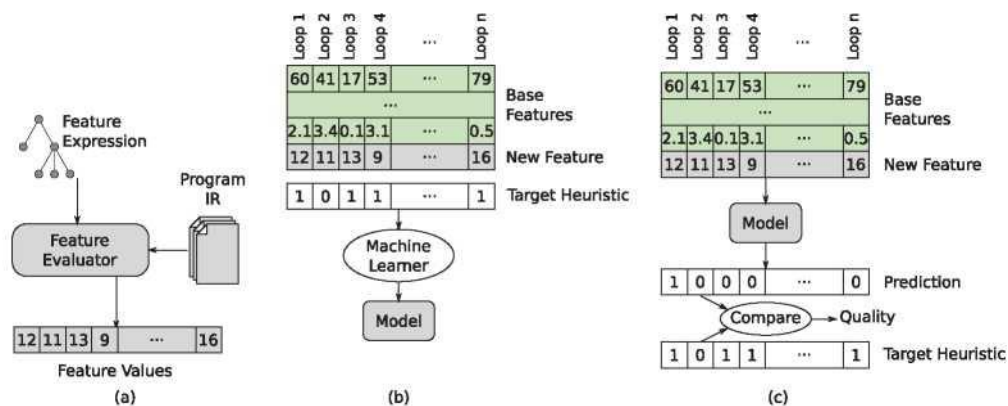 Feature
Expression
Program
IR
Feature
Evaluator
12 11 13 9 ... 16
Feature Values
(a)
Loop 1 Loop 2 Loop 3 Loop 4 ... Loop n
60 41 17 53 ... 79
...
2.1 3.4 0.1 3.1 ... 0.5
Base
Features
12 11 13 9 ... 16 New Feature
1 0 1 1 ... 1 Target Heuristic
Machine
Learner
Model
(b)
Loop 1 Loop 2 Loop 3 Loop 4 ... Loop n
60 41 17 53 ... 79
...
2.1 3.4 0.1 3.1 ... 0.5
Base
Features
12 11 13 9 ... 16 New Feature
Model
1 0 0 0 ... 0 Prediction
Compare Quality
1 0 1 1 ... 1 Target Heuristic
(c)